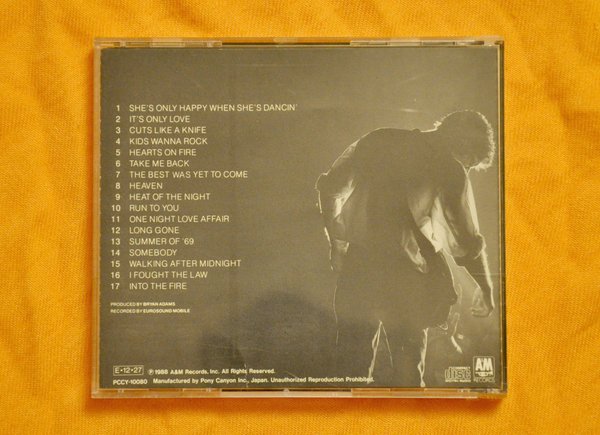 1 SHE'S ONLY HAPPY WHEN SHE'S DANCIN'
2 IT'S ONLY LOVE
3 CUTS LIKE A KNIFE
4 KIDS WANNA ROCK
5 HEARTS ON FIRE
6 TAKE ME BACK
7 THE BEST WAS YET TO COME
8 HEAVEN
9 HEAT OF THE NIGHT
10 RUN TO YOU
11 ONE NIGHT LOVE AFFAIR
12 LONG GONE
13 SUMMER OF '69
14 SOMEBODY
15 WALKING AFTER MIDNIGHT
16 I FOUGHT THE LAW
17 INTO THE FIRE
PRODUCED BY BRYAN ADAMS
RECORDED BY EUROSOUND MOBILE
E•12•27 ℗1988 A&M Records, Inc. All Rights Reserved.
PCCY-10080 Manufactured by Pony Canyon Inc., Japan. Unauthorized Reproduction Prohibited.
COMPACT
disc
DIGITAL AUDIO
A&M
RECORDS